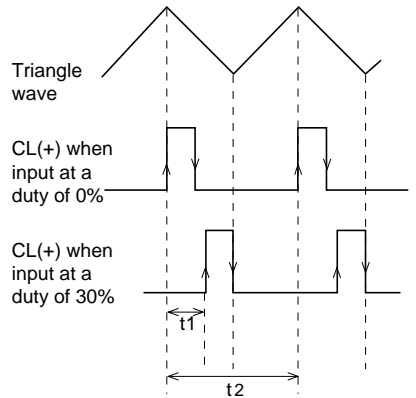 Triangle
wave
CL(+) when
input at a
duty of 0%
CL(+) when
input at a
duty of 30%
t1
t2